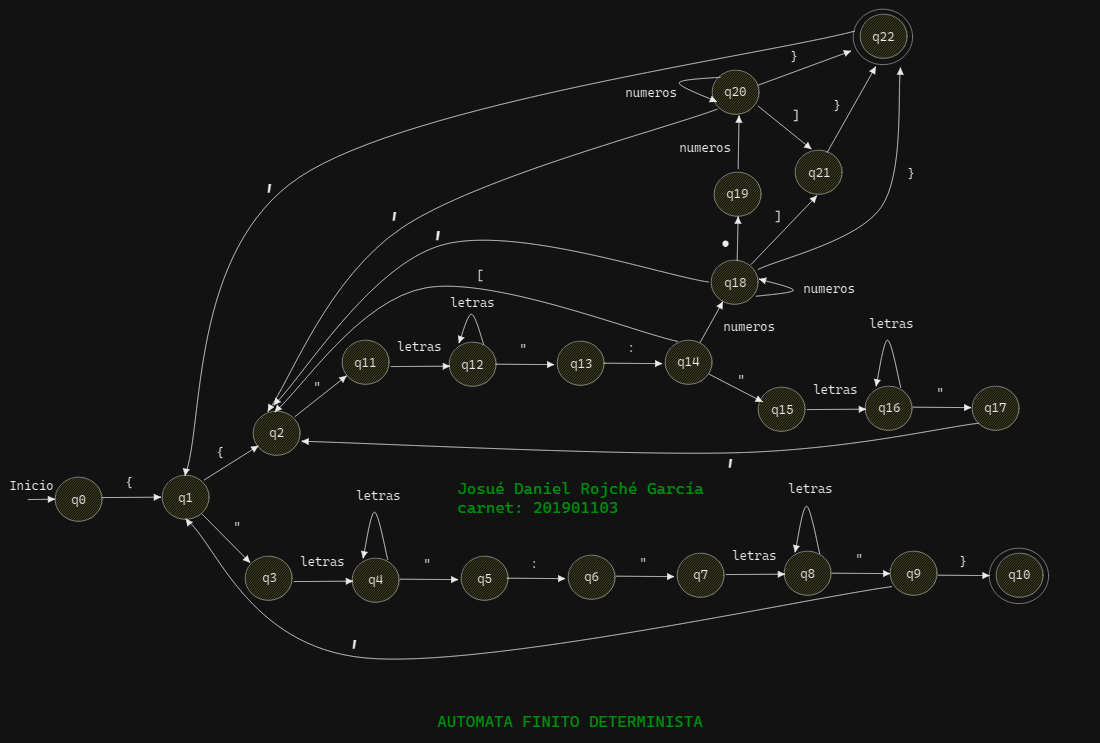 q22
}
q20
numeros
]
}
numeros
q21
}
,
q19
,
]
,
.
[
q18
numeros
letras
numeros
letras
letras
"
:
q11
q12
q13
q14
"
"
letras
"
q15
q16
q17
q2
{
,
Inicio
{
q0
q1
Josué Daniel Rojché García
carnet: 201901103
letras
letras
"
letras
"
:
"
letras
"
}
q3
q4
q5
q6
q7
q8
q9
q10
,
AUTOMATA FINITO DETERMINISTA